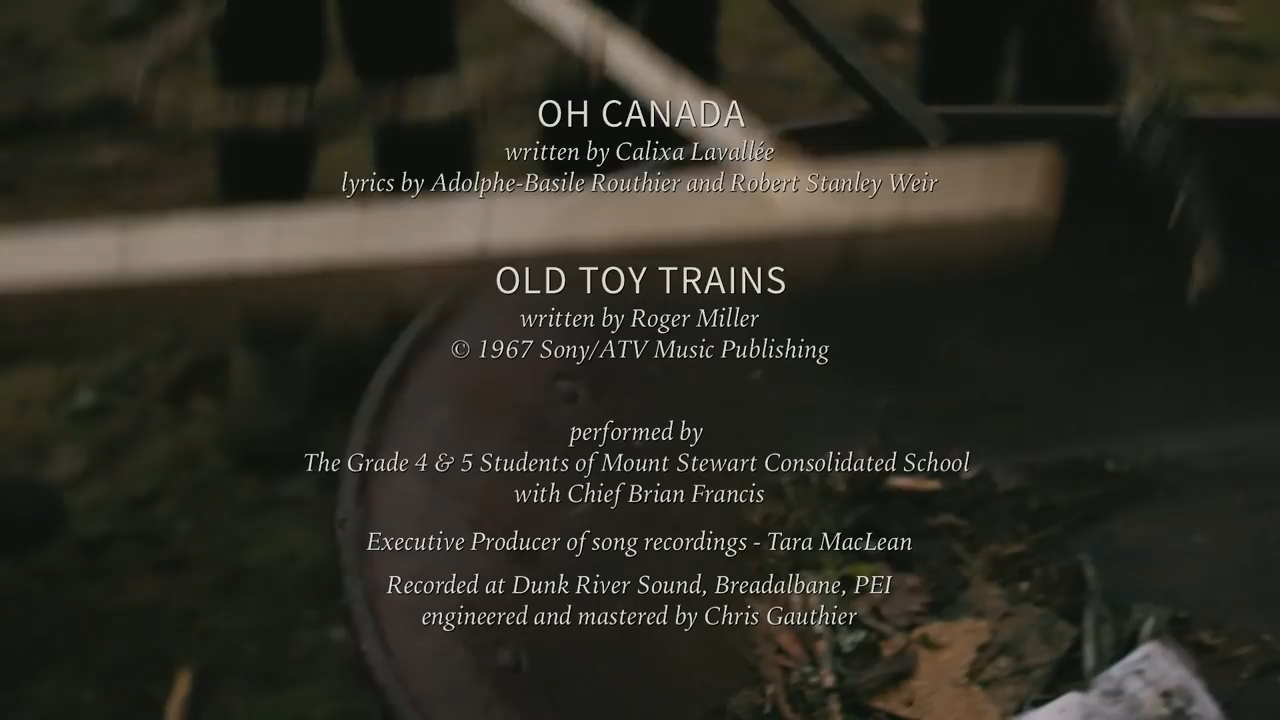 OH CANADA
written by Calixa Lavallée
lyrics by Adolphe-Basile Routhier and Robert Stanley Weir
OLD TOY TRAINS
written by Roger Miller
© 1967 Sony/ATV Music Publishing
performed by
The Grade 4 & 5 Students of Mount Stewart Consolidated School
with Chief Brian Francis
Executive Producer of song recordings - Tara MacLean
Recorded at Dunk River Sound, Breadalbane, PEI
engineered and mastered by Chris Gauthier